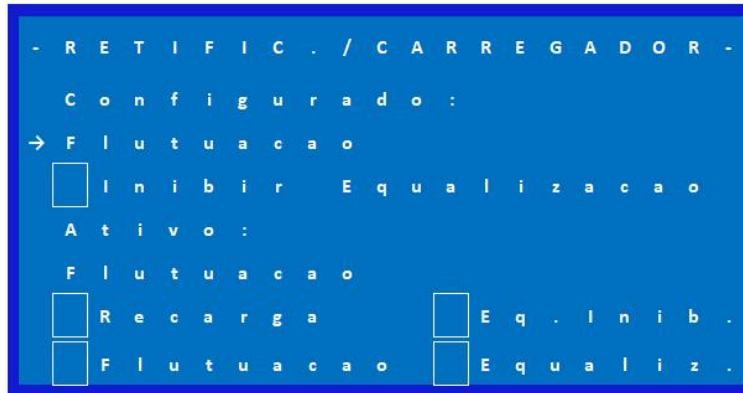 -RETIFIC./CARREGADOR-
Configurado:
→Flutuacao
Inibir Equalizacao
Ativo:
Flutuacao
Recarga Eq.Inib.
Flutuacao Equaliz.